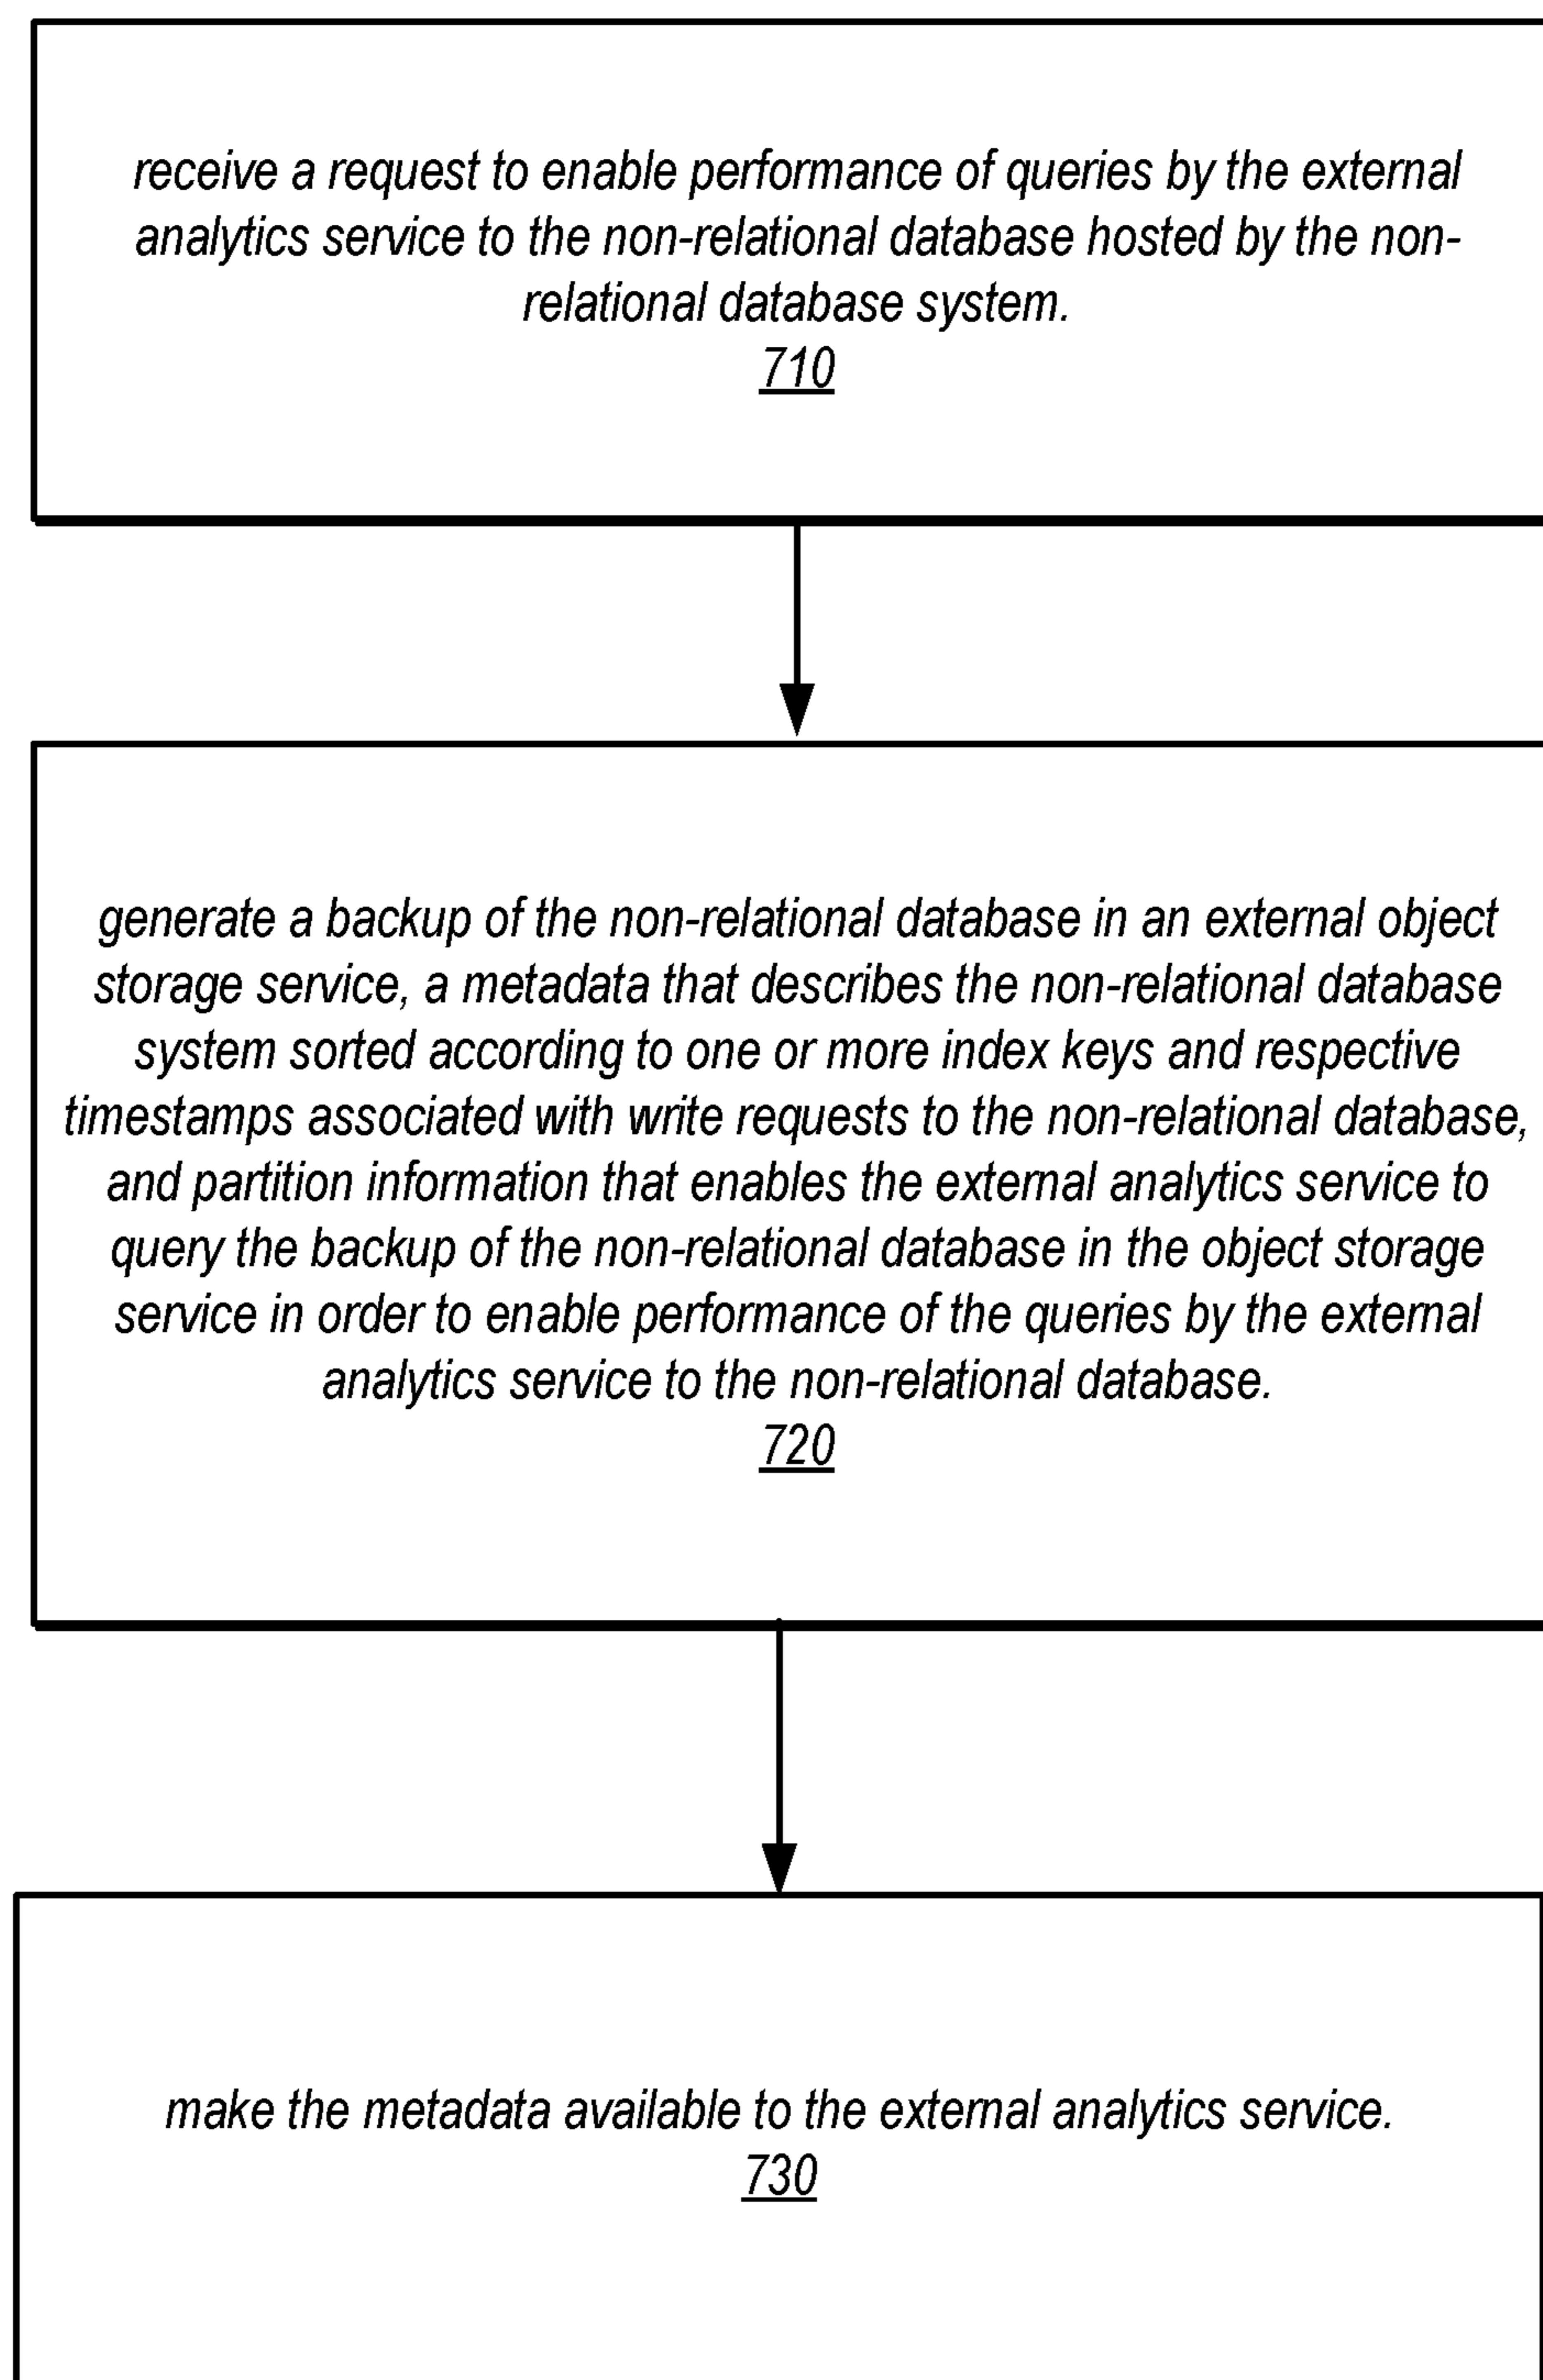 receive a request to enable performance of queries by the external
analytics service to the non-relational database hosted by the non-
relational database system.
710
generate a backup of the non-relational database in an external object
storage service, a metadata that describes the non-relational database
system sorted according to one or more index keys and respective
timestamps associated with write requests to the non-relational database,
and partition information that enables the external analytics service to
query the backup of the non-relational database in the object storage
service in order to enable performance of the queries by the external
analytics service to the non-relational database.
720
make the metadata available to the external analytics service.
730